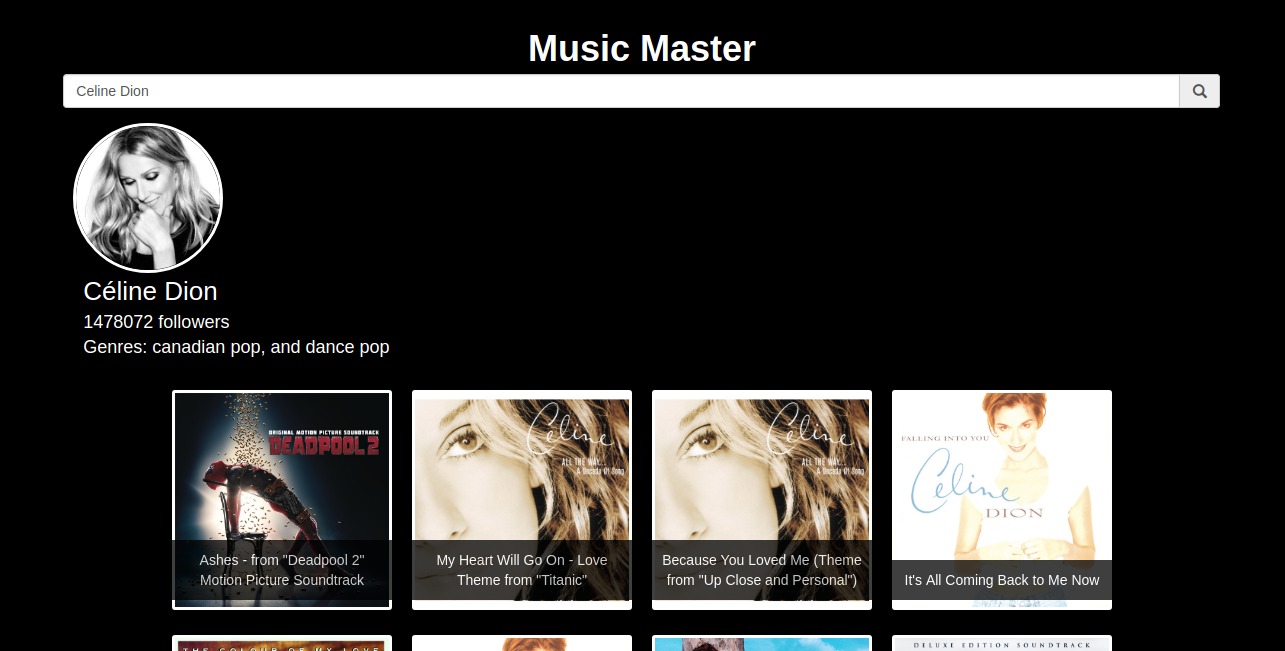 Music Master
Celine Dion
Céline Dion
1478072 followers
Genres: canadian pop, and dance pop
ORIGINAL MOTION PICTURE SOUNDTRACK
DEADPOOL 2
Ashes - from "Deadpool 2"
Motion Picture Soundtrack
Celine
ALL THE WAY...
A Decade Of Song
My Heart Will Go On - Love
Theme from "Titanic"
Celine
ALL THE WAY...
A Decade Of Song
Because You Loved Me (Theme
from "Up Close and Personal")
FALLING INTO YOU
Celine
DION
It's All Coming Back to Me Now
THE COLOUR OF MY LOVE
DELUXE EDITION SOUNDTRACK